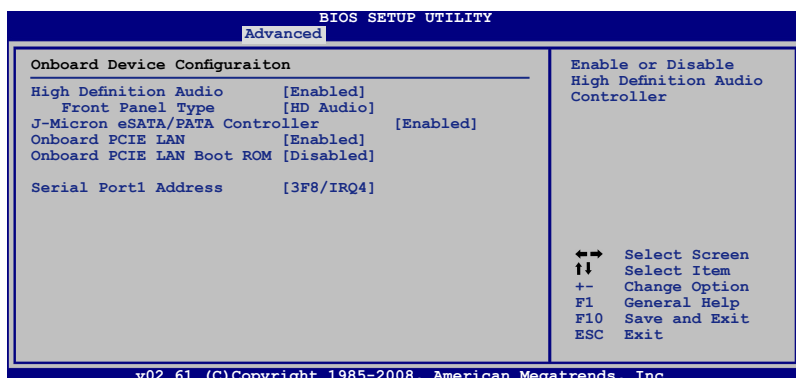 BIOS SETUP UTILITY
Advanced
Onboard Device Configuraiton
High Definition Audio [Enabled]
Front Panel Type [HD Audio]
J-Micron eSATA/PATA Controller [Enabled]
Onboard PCIE LAN [Enabled]
Onboard PCIE LAN Boot ROM [Disabled]
Serial Port1 Address [3F8/IRQ4]
Enable or Disable
High Definition Audio
Controller
←→ Select Screen
↑↓ Select Item
+- Change Option
F1 General Help
F10 Save and Exit
ESC Exit
v02.61 (C)Copyright 1985-2008, American Megatrends, Inc.